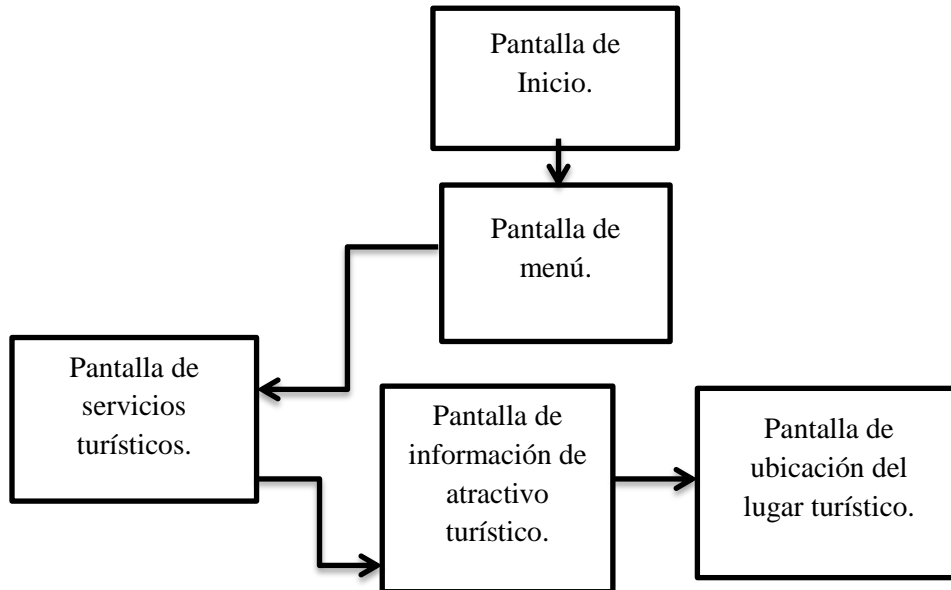 Pantalla de
Inicio.
Pantalla de
menú.
Pantalla de
servicios
turísticos.
Pantalla de
información de
atractivo
turístico.
Pantalla de
ubicación del
lugar turístico.